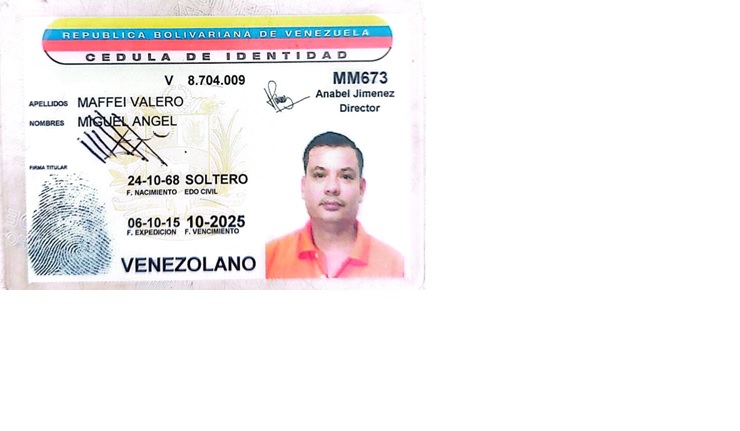 REPUBLICA BOLIVARIANA DE VENEZUELA
CEDULA DE IDENTIDAD
V 8.704.009
MM673
Anabel Jimenez
Director
APELLIDOS MAFFEI VALERO
NOMBRES MIGUEL ANGEL
FIRMA TITULAR
24-10-68 SOLTERO
F. NACIMIENTO EDO CIVIL
06-10-15 10-2025
F. EXPEDICION F. VENCIMIENTO
VENEZOLANO